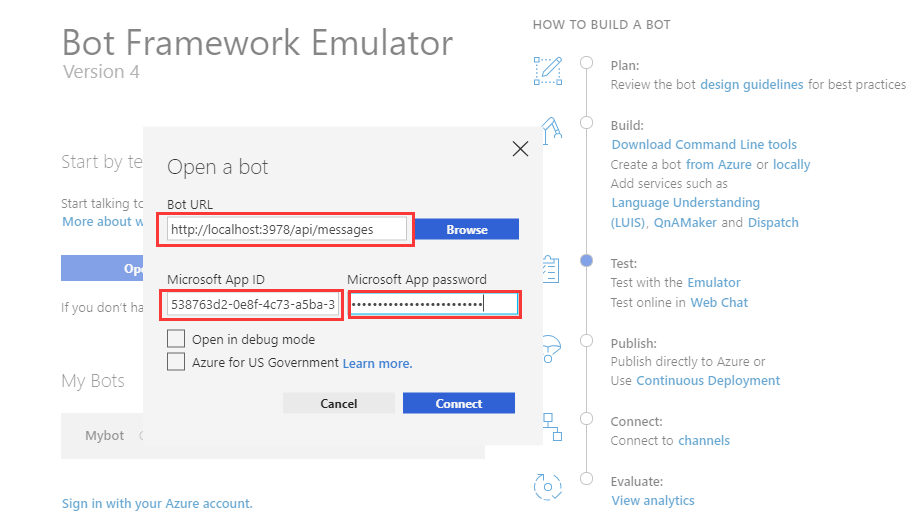 Bot Framework Emulator
Version 4
Start by te
Start talking to
More about w
Ope
If you don't ha
My Bots
Mybot
Sign in with your Azure account.
Open a bot
Bot URL
http://localhost:3978/api/messages
Browse
Microsoft App ID
Microsoft App password
538763d2-0e8f-4c73-a5ba-3
••••••••••••••••••••••••••
Open in debug mode
Azure for US Government Learn more.
Cancel
Connect
HOW TO BUILD A BOT
Plan:
Review the bot design guidelines for best practices
Build:
Download Command Line tools
Create a bot from Azure or locally
Add services such as
Language Understanding
(LUIS), QnAMaker and Dispatch
Test:
Test with the Emulator
Test online in Web Chat
Publish:
Publish directly to Azure or
Use Continuous Deployment
Connect:
Connect to channels
Evaluate:
View analytics